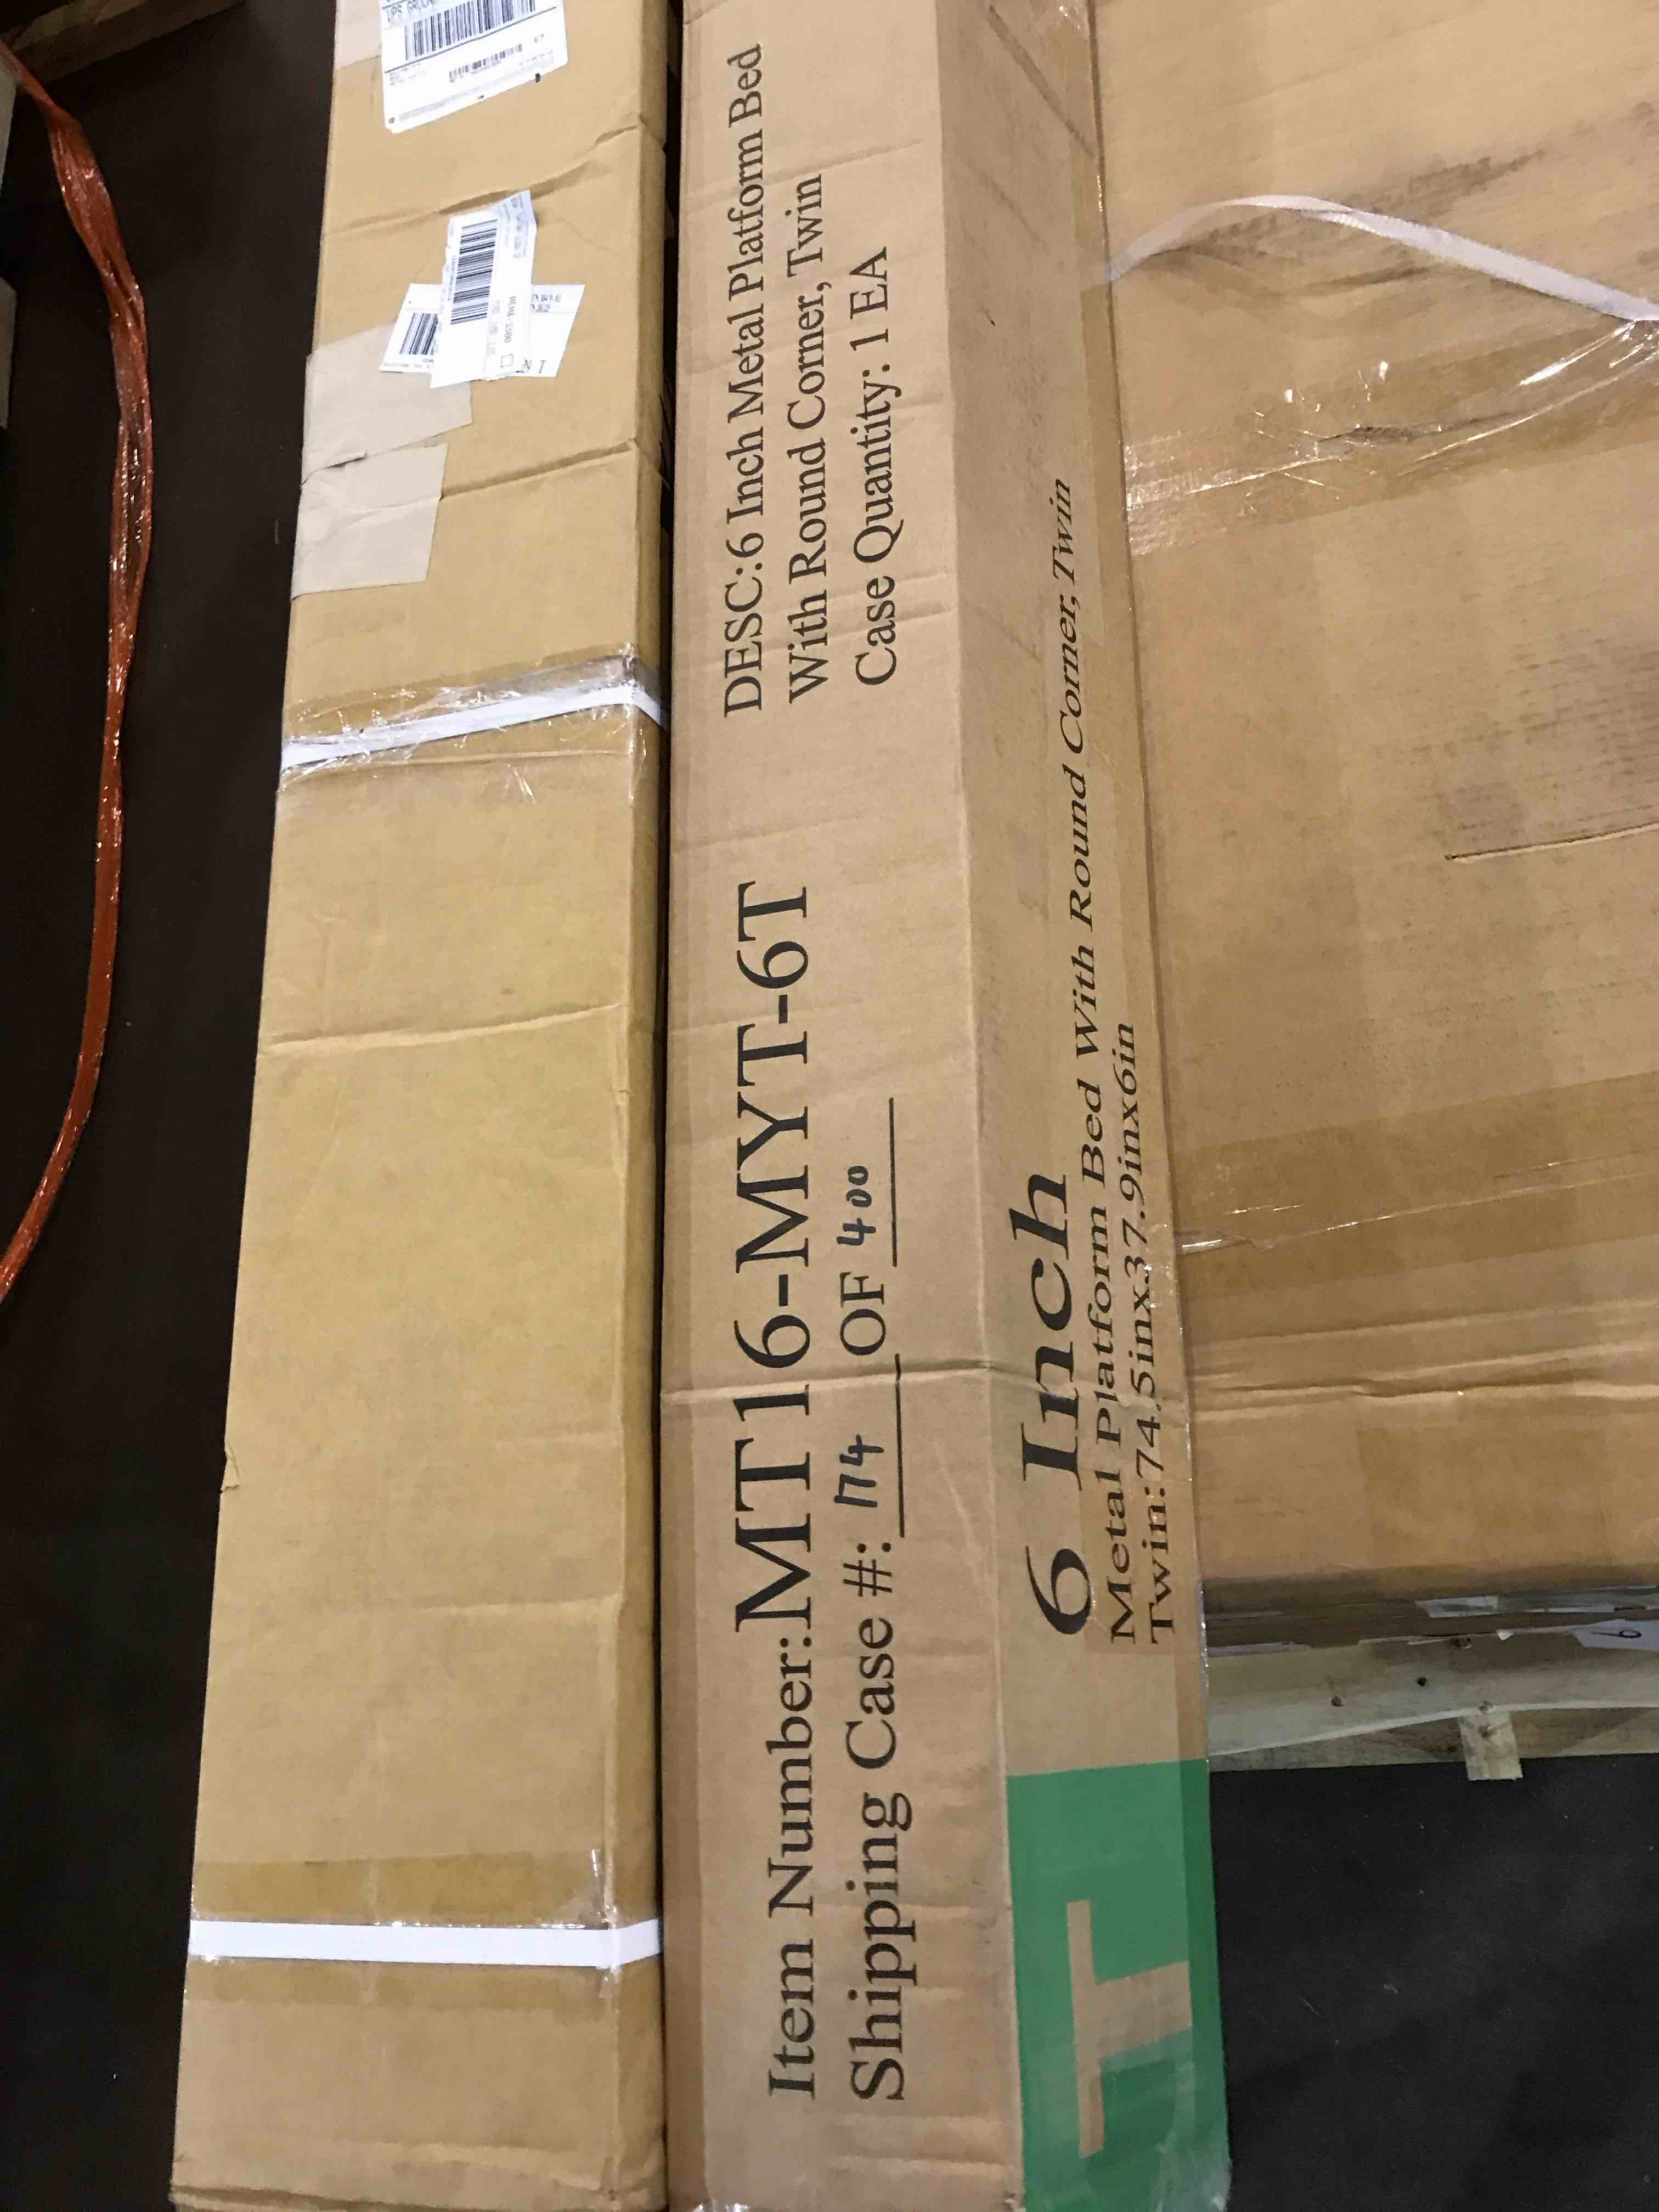 Item Number:MT16-MYT-6T
Shipping Case #: 174 OF 400
DESC:6 Inch Metal Platform Bed
With Round Corner, Twin
Case Quantity: 1 EA
6 Inch
Metal Platform Bed With Round Corner, Twin
Twin:74.5inx37.9inx6in
T